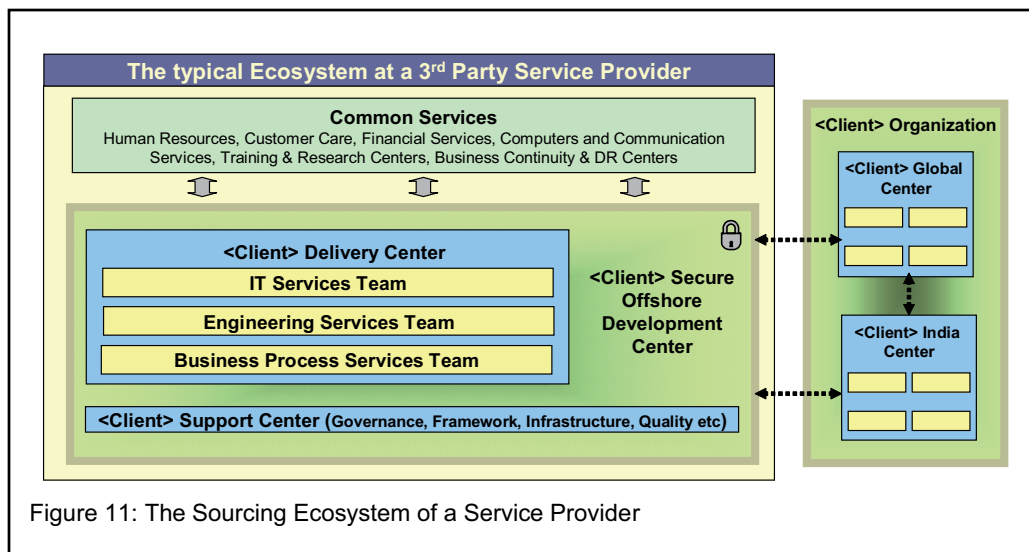 The typical Ecosystem at a 3rd Party Service Provider
Common Services
Human Resources, Customer Care, Financial Services, Computers and Communication
Services, Training & Research Centers, Business Continuity & DR Centers
<Client> Delivery Center
IT Services Team
Engineering Services Team
Business Process Services Team
<Client> Secure
Offshore
Development
Center
<Client> Support Center (Governance, Framework, Infrastructure, Quality etc)
<Client> Organization
<Client> Global
Center
<Client> India
Center
Figure 11: The Sourcing Ecosystem of a Service Provider